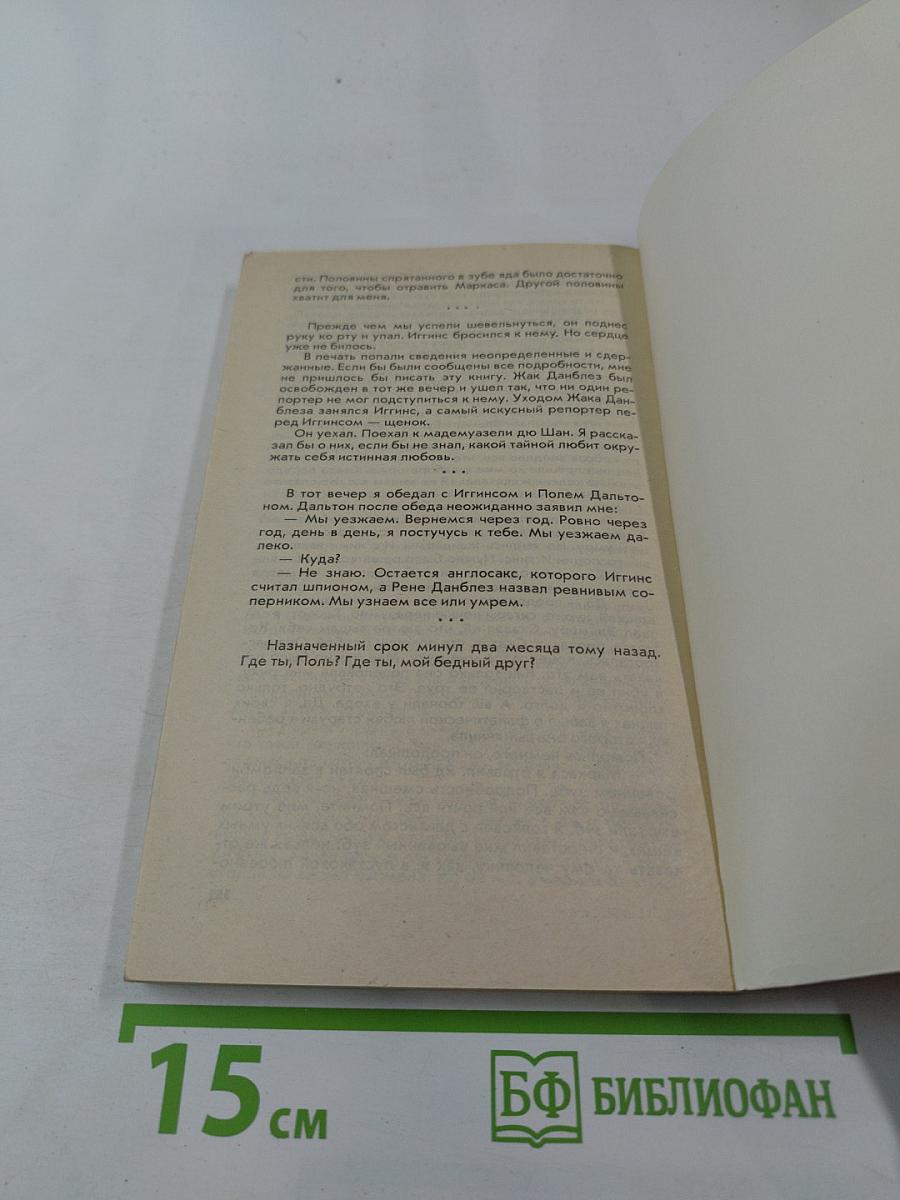 сти. Половины спрятанного в зубе яда было достаточно
для того, чтобы отравить Маркаса. Другой половины
хватит для меня.
• • • •
Прежде чем мы успели шевельнуться, он поднес
руку ко рту и упал. Иггинс бросился к нему. Но сердце
уже не билось.
В печать попали сведения неопределенные и сдер-
жанные. Если бы были сообщены все подробности, мне
не пришлось бы писать эту книгу. Жак Данблез был
освобожден в тот же вечер и ушел так, что ни один ре-
портер не мог подступиться к нему. Уходом Жака Дан-
блеза занялся Иггинс, а самый искусный репортер пе-
ред Иггинсом — щенок.
Он уехал. Поехал к мадемуазели дю Шан. Я расска-
зал бы о них, если бы не знал, какой тайной любит окру-
жать себя истинная любовь.
• • •
В тот вечер я обедал с Иггинсом и Полем Дальто-
ном. Дальтон после обеда неожиданно заявил мне:
— Мы уезжаем. Вернемся через год. Ровно через
год, день в день, я постучусь к тебе. Мы уезжаем да-
леко.
— Куда?
— Не знаю. Остается англосакс, которого Иггинс
считал шпионом, а Рене Данблез назвал ревнивым со-
перником. Мы узнаем все или умрем.
• • •
Назначенный срок минул два месяца тому назад.
Где ты, Поль? Где ты, мой бедный друг?
15 см
БФ БИБЛИОФАН